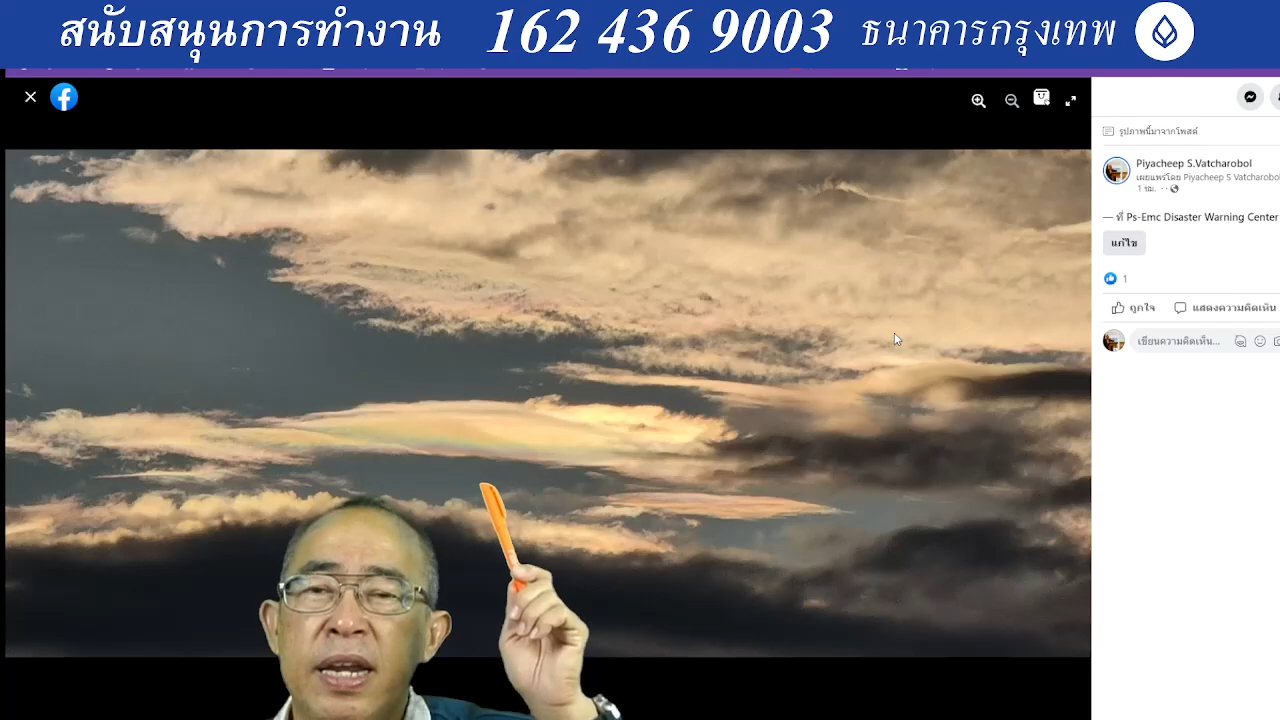 สนับสนุนการทำงาน 162 436 9003 ธนาคารกรุงเทพ
รูปภาพนี้มาจากโพสต์
Piyacheep S.Vatcharobol
เผยแพร่โดย Piyacheep S Vatcharobol
1 ชม.
— ที่ Ps-Emc Disaster Warning Center
แก้ไข
1
ถูกใจ แสดงความคิดเห็น
เขียนความคิดเห็น...